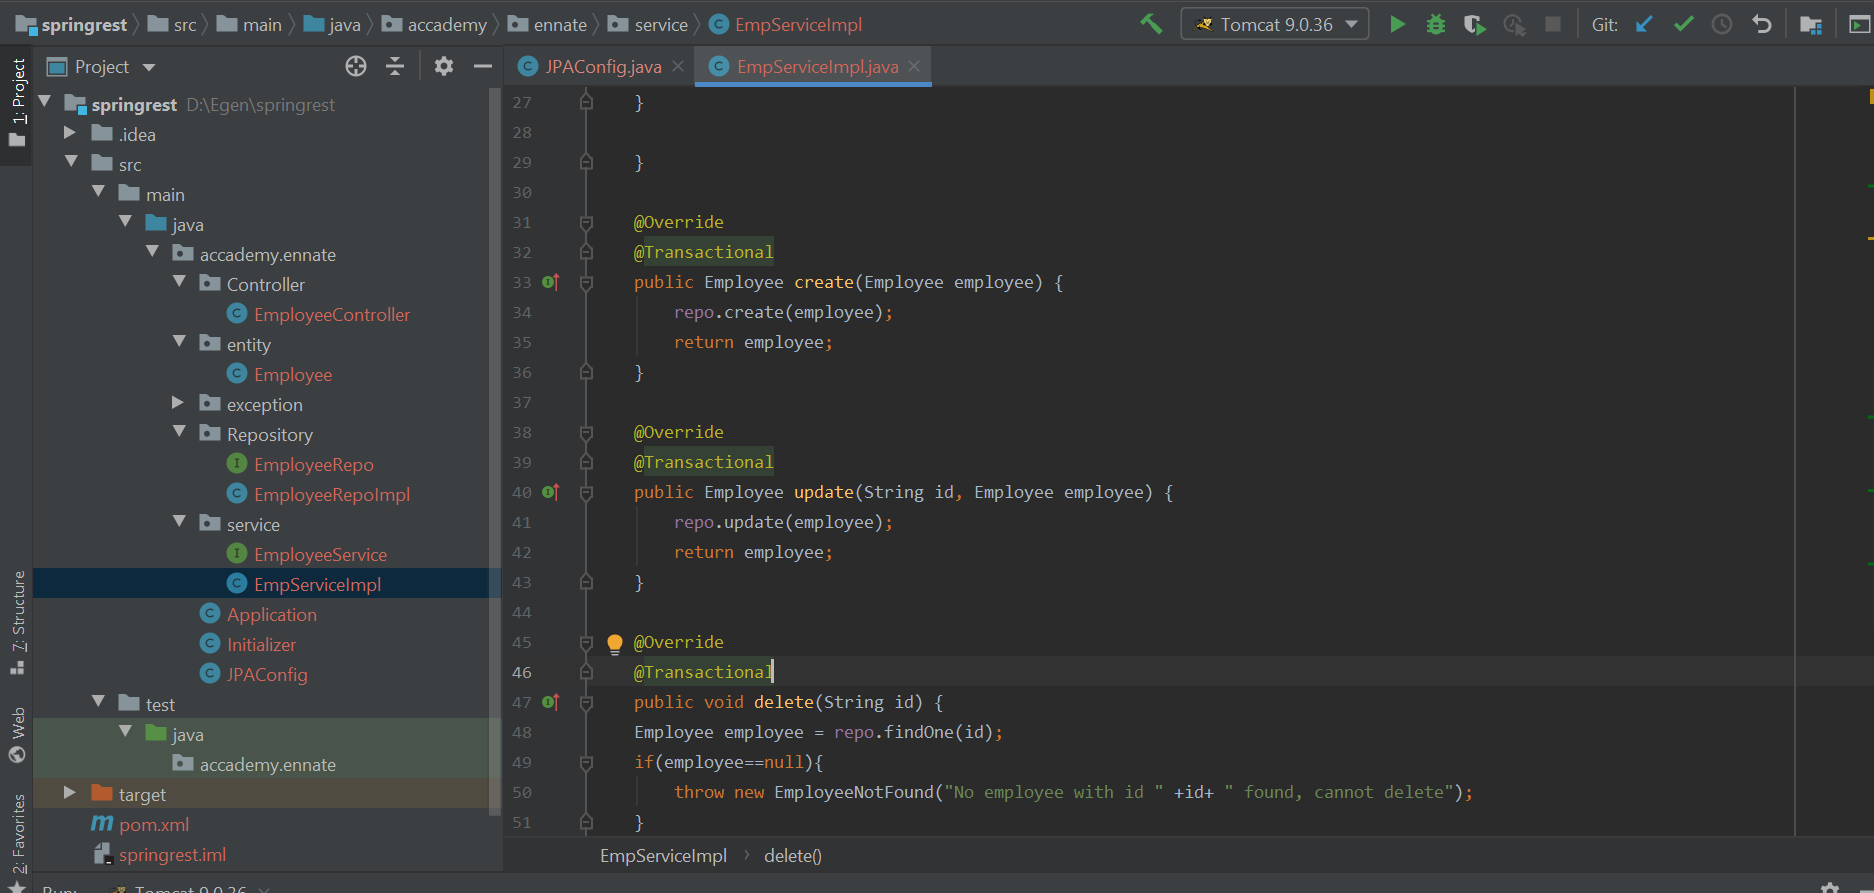 springrest src main java accademy ennate service EmpServiceImpl
Tomcat 9.0.36 Git:
1: Project
7: Structure
Web
2: Favorites
Project
springrest D:\Egen\springrest
.idea
src
main
java
accademy.ennate
Controller
EmployeeController
entity
Employee
exception
Repository
EmployeeRepo
EmployeeRepoImpl
service
EmployeeService
EmpServiceImpl
Application
Initializer
JPAConfig
test
java
accademy.ennate
target
pom.xml
springrest.iml
JPAConfig.java EmpServiceImpl.java
27 }
28
29 }
30
31 @Override
32 @Transactional
33 public Employee create(Employee employee) {
34 repo.create(employee);
35 return employee;
36 }
37
38 @Override
39 @Transactional
40 public Employee update(String id, Employee employee) {
41 repo.update(employee);
42 return employee;
43 }
44
45 @Override
46 @Transactional
47 public void delete(String id) {
48 Employee employee = repo.findOne(id);
49 if(employee==null){
50 throw new EmployeeNotFound("No employee with id " +id+ " found, cannot delete");
51 }
EmpServiceImpl delete()
Run: Tomcat 9.0.36